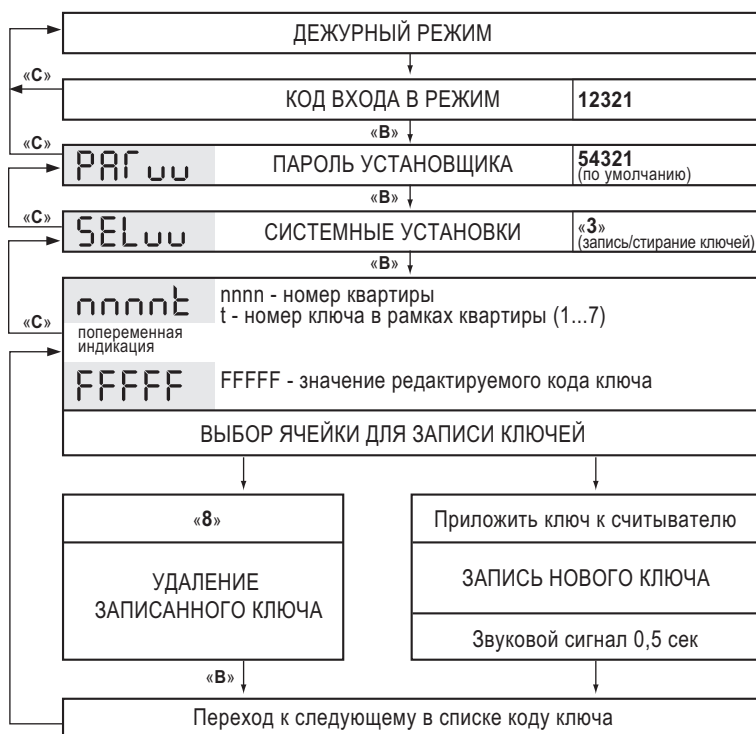 ДЕЖУРНЫЙ РЕЖИМ
«С»
КОД ВХОДА В РЕЖИМ 12321
«В»
«С»
ПАРОЛЬ УСТАНОВЩИКА 54321
(по умолчанию)
«В»
«С»
SEL СИСТЕМНЫЕ УСТАНОВКИ «3»
(запись/стирание ключей)
«В»
nnnnt nnnn - номер квартиры
t - номер ключа в рамках квартиры (1...7)
«С»
попеременная
индикация
FFFFF FFFFF - значение редактируемого кода ключа
ВЫБОР ЯЧЕЙКИ ДЛЯ ЗАПИСИ КЛЮЧЕЙ
«8»
УДАЛЕНИЕ
ЗАПИСАННОГО КЛЮЧА
«В»
Приложить ключ к считывателю
ЗАПИСЬ НОВОГО КЛЮЧА
Звуковой сигнал 0,5 сек
Переход к следующему в списке коду ключа